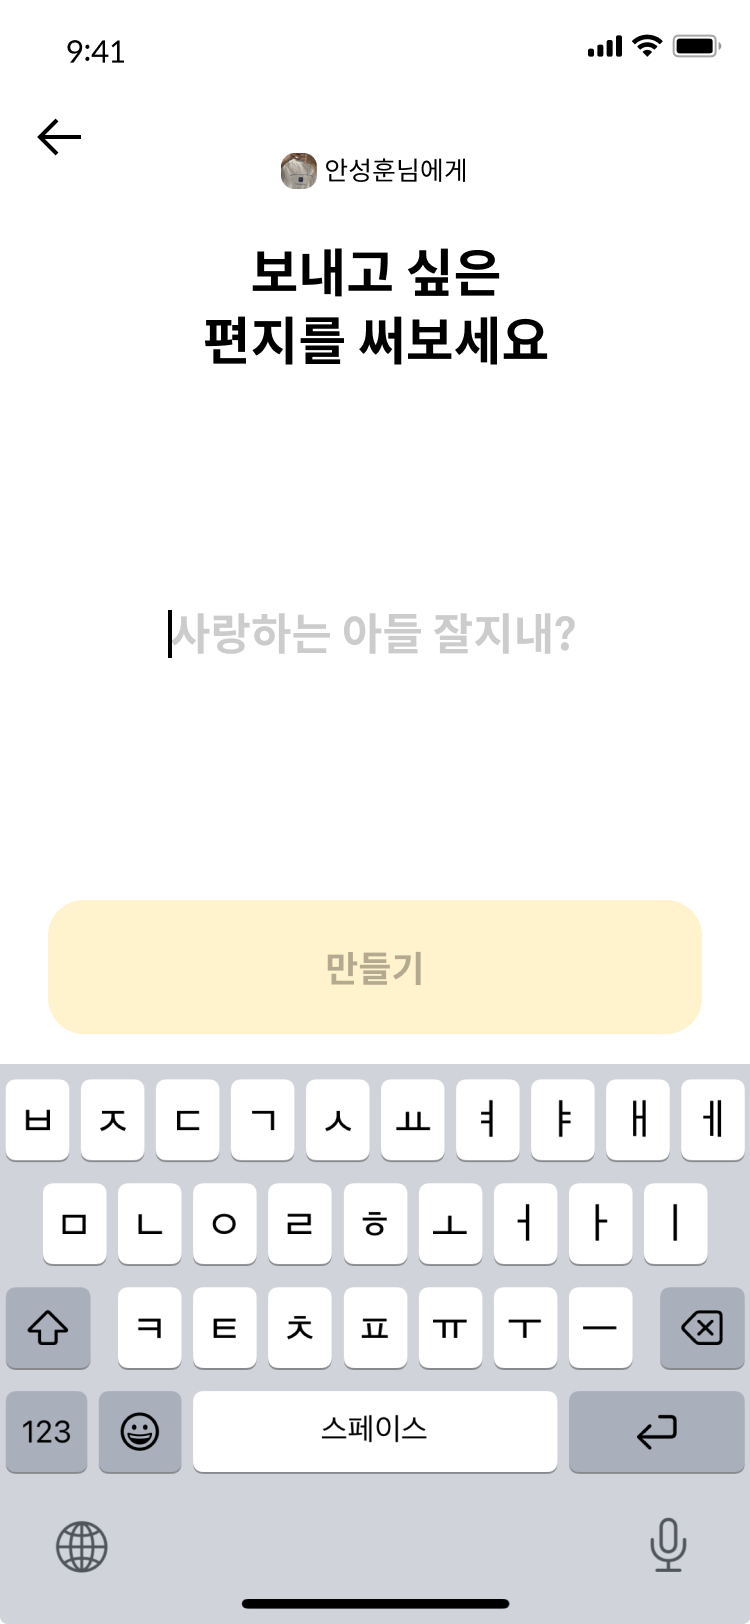 9:41
안성훈님에게
보내고 싶은
편지를 써보세요
사랑하는 아들 잘지내?
만들기
ㅂ ㅈ ㄷ ㄱ ㅅ ㅛ ㅕ ㅑ ㅐ ㅔ
ㅁ ㄴ ㅇ ㄹ ㅎ ㅗ ㅓ ㅏ ㅣ
ㅋ ㅌ ㅊ ㅍ ㅠ ㅜ ㅡ
123 스페이스